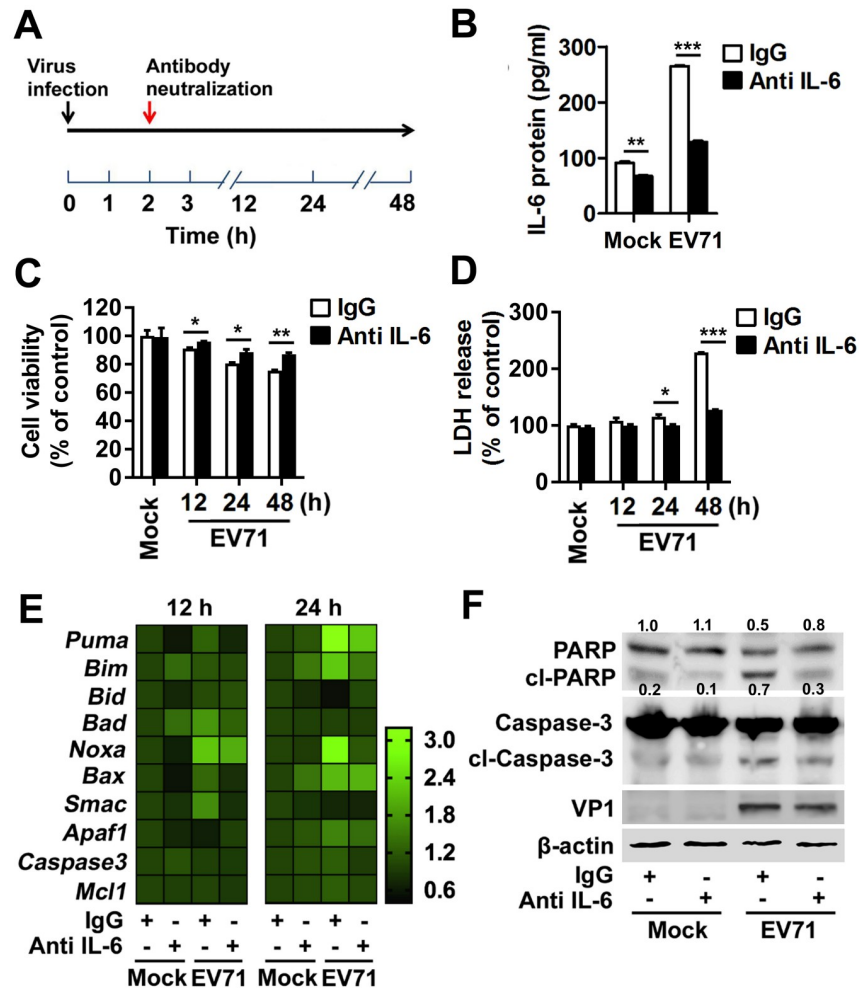 A
Virus
infection
Antibody
neutralization
0 1 2 3 12 24 48
Time (h)
B
IL-6 protein (pg/ml)
300
200
100
0
**
***
Mock EV71
IgG
Anti IL-6
C
Cell viability
(% of control)
120
100
80
60
40
20
0
*
*
**
IgG
Anti IL-6
Mock
12 24 48 (h)
EV71
D
LDH release
(% of control)
300
200
100
0
*
***
IgG
Anti IL-6
Mock
12 24 48 (h)
EV71
E
12 h 24 h
Puma
Bim
Bid
Bad
Noxa
Bax
Smac
Apaf1
Caspase3
Mcl1
3.0
2.4
1.8
1.2
0.6
IgG + - + - + - + -
Anti IL-6 - + - + - + - +
Mock EV71 Mock EV71
F
1.0 1.1 0.5 0.8
PARP
cl-PARP
0.2 0.1 0.7 0.3
Caspase-3
cl-Caspase-3
VP1
β-actin
IgG + - + -
Anti IL-6 - + - +
Mock EV71